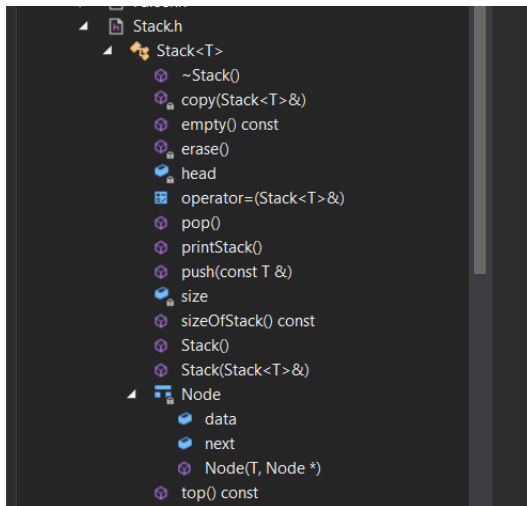 Stack.h
Stack<T>
~Stack()
copy(Stack<T>&)
empty() const
erase()
head
operator=(Stack<T>&)
pop()
printStack()
push(const T &)
size
sizeOfStack() const
Stack()
Stack(Stack<T>&)
Node
data
next
Node(T, Node *)
top() const